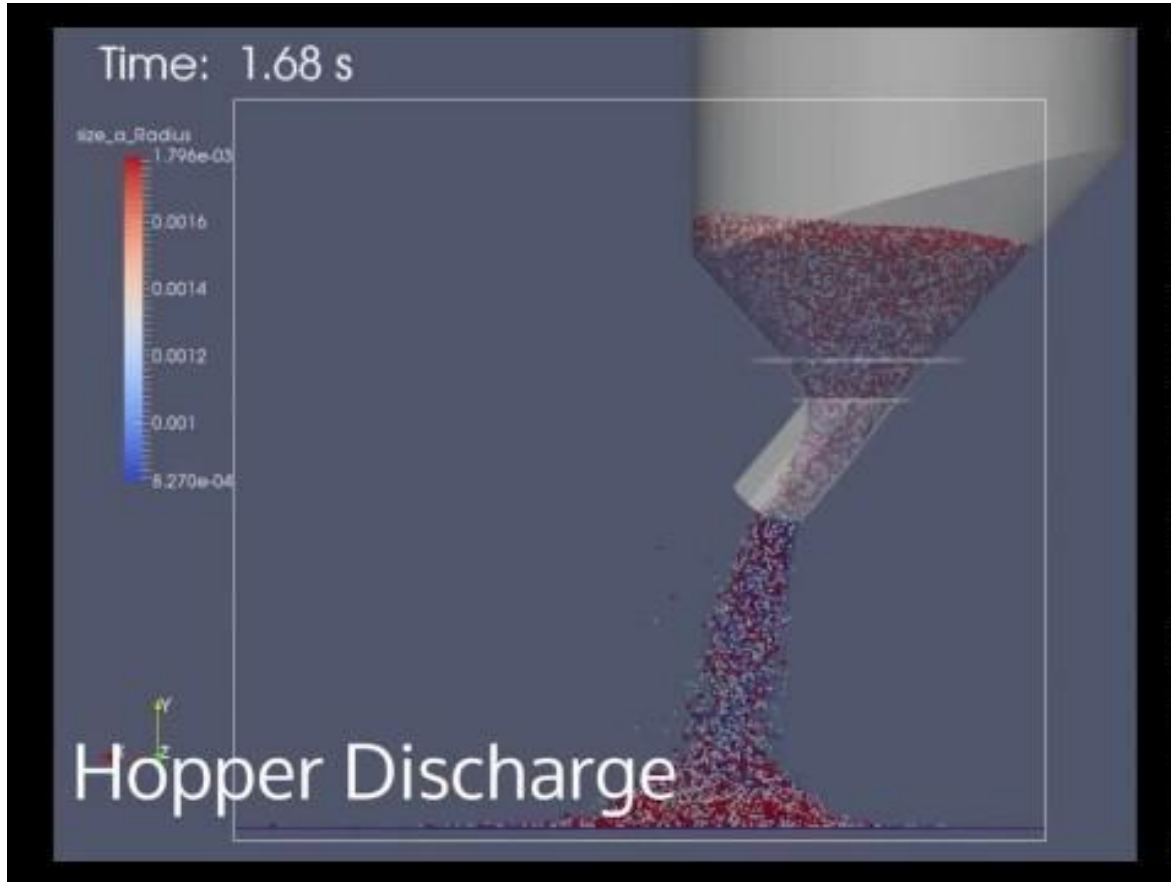 Time: 1.68 s
size_a_Radius
1.796e-03
0.0016
0.0014
0.0012
0.001
8.270e-04
Y
Z
Hopper Discharge